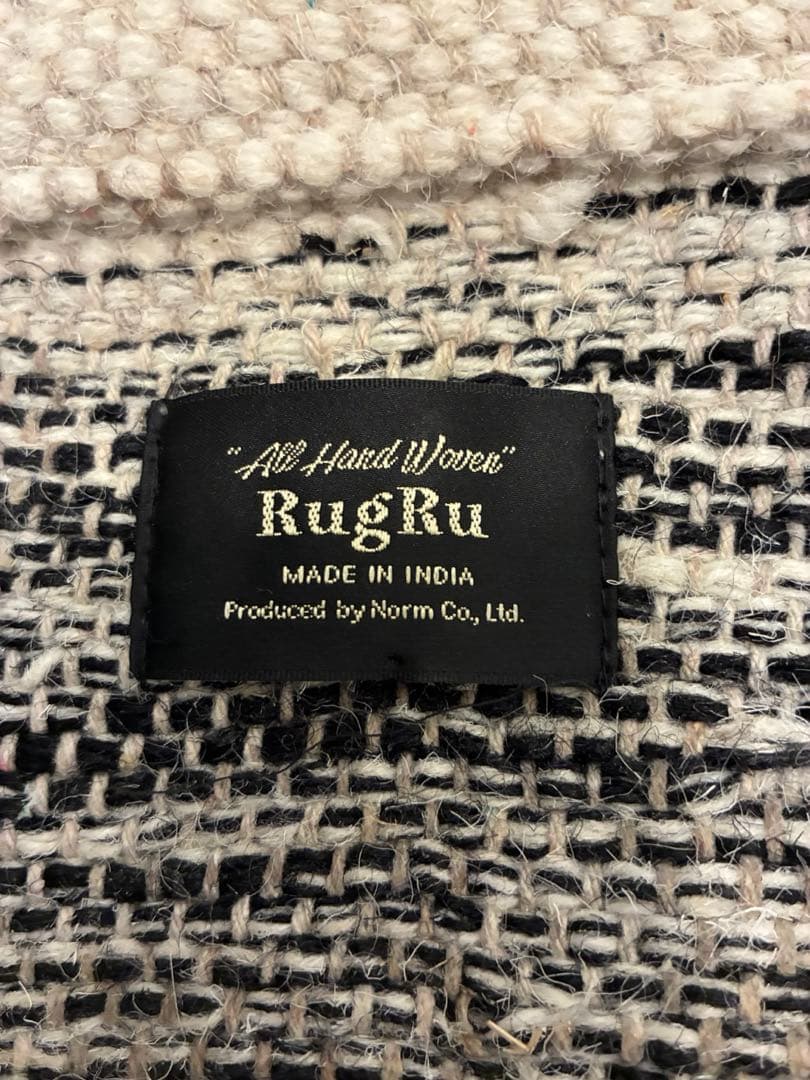 "All Hand Woven"
RugRu
MADE IN INDIA
Produced by Norm Co., Ltd.